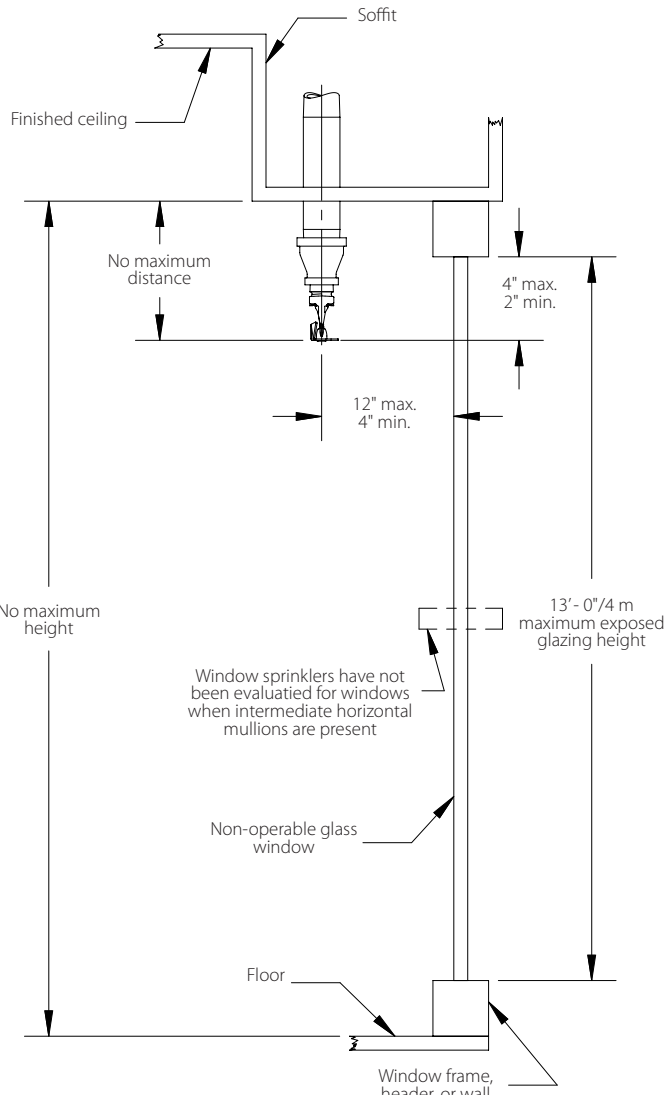 Soffit
Finished ceiling
No maximum
distance
4" max.
2" min.
12" max.
4" min.
No maximum
height
13'- 0"/4 m
maximum exposed
glazing height
Window sprinklers have not
been evaluatied for windows
when intermediate horizontal
mullions are present
Non-operable glass
window
Floor
Window frame,
header, or wall